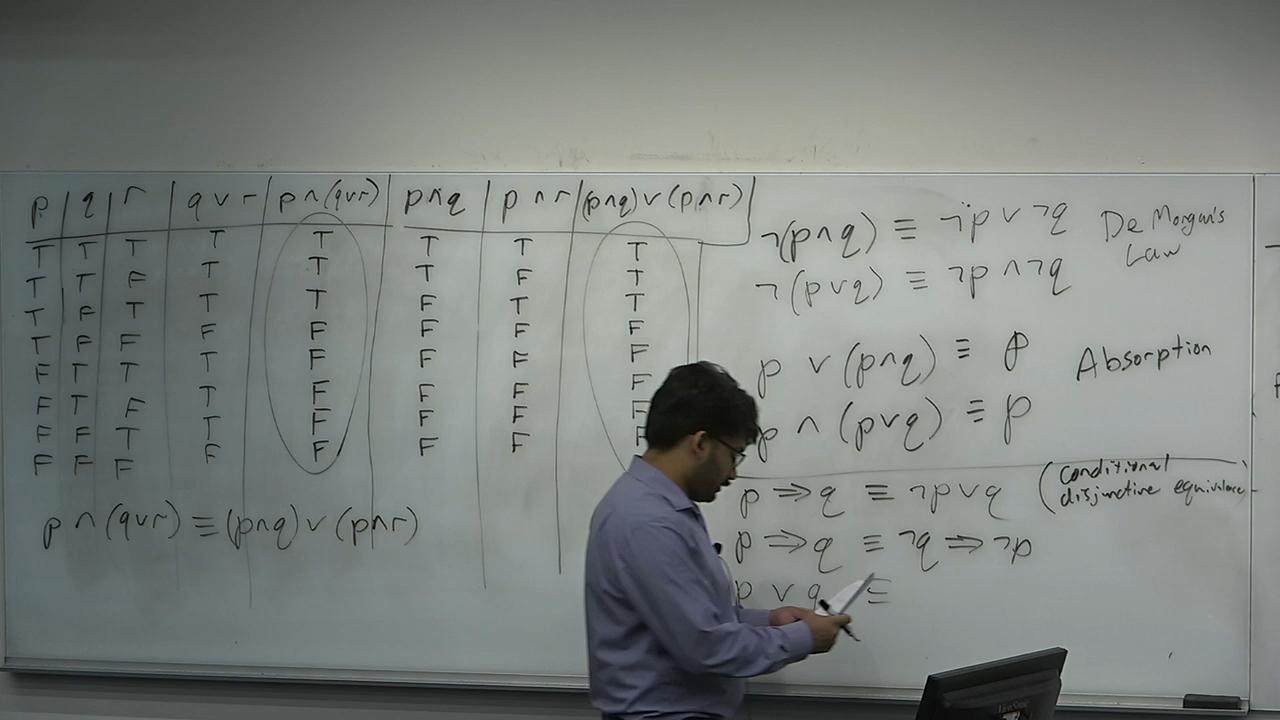 p | q | r | q ∨ r | p ∧ (q ∨ r) | p ∧ q | p ∧ r | (p ∧ q) ∨ (p ∧ r)
T T T T T T T T
T T F T T T F T
T F T T T F T T
T F F F F F F F
F T T T F F F F
F T F T F F F F
F F T T F F F F
F F F F F F F F
p ∧ (q ∨ r) ≡ (p ∧ q) ∨ (p ∧ r)
¬(p ∧ q) ≡ ¬p ∨ ¬q De Morgan's
Law
¬(p ∨ q) ≡ ¬p ∧ ¬q
p ∨ (p ∧ q) ≡ p Absorption
p ∧ (p ∨ q) ≡ p
p ⇒ q ≡ ¬p ∨ q (conditional
disjunctive equivalence
p ⇒ q ≡ ¬q ⇒ ¬p
p ∨ q ≡